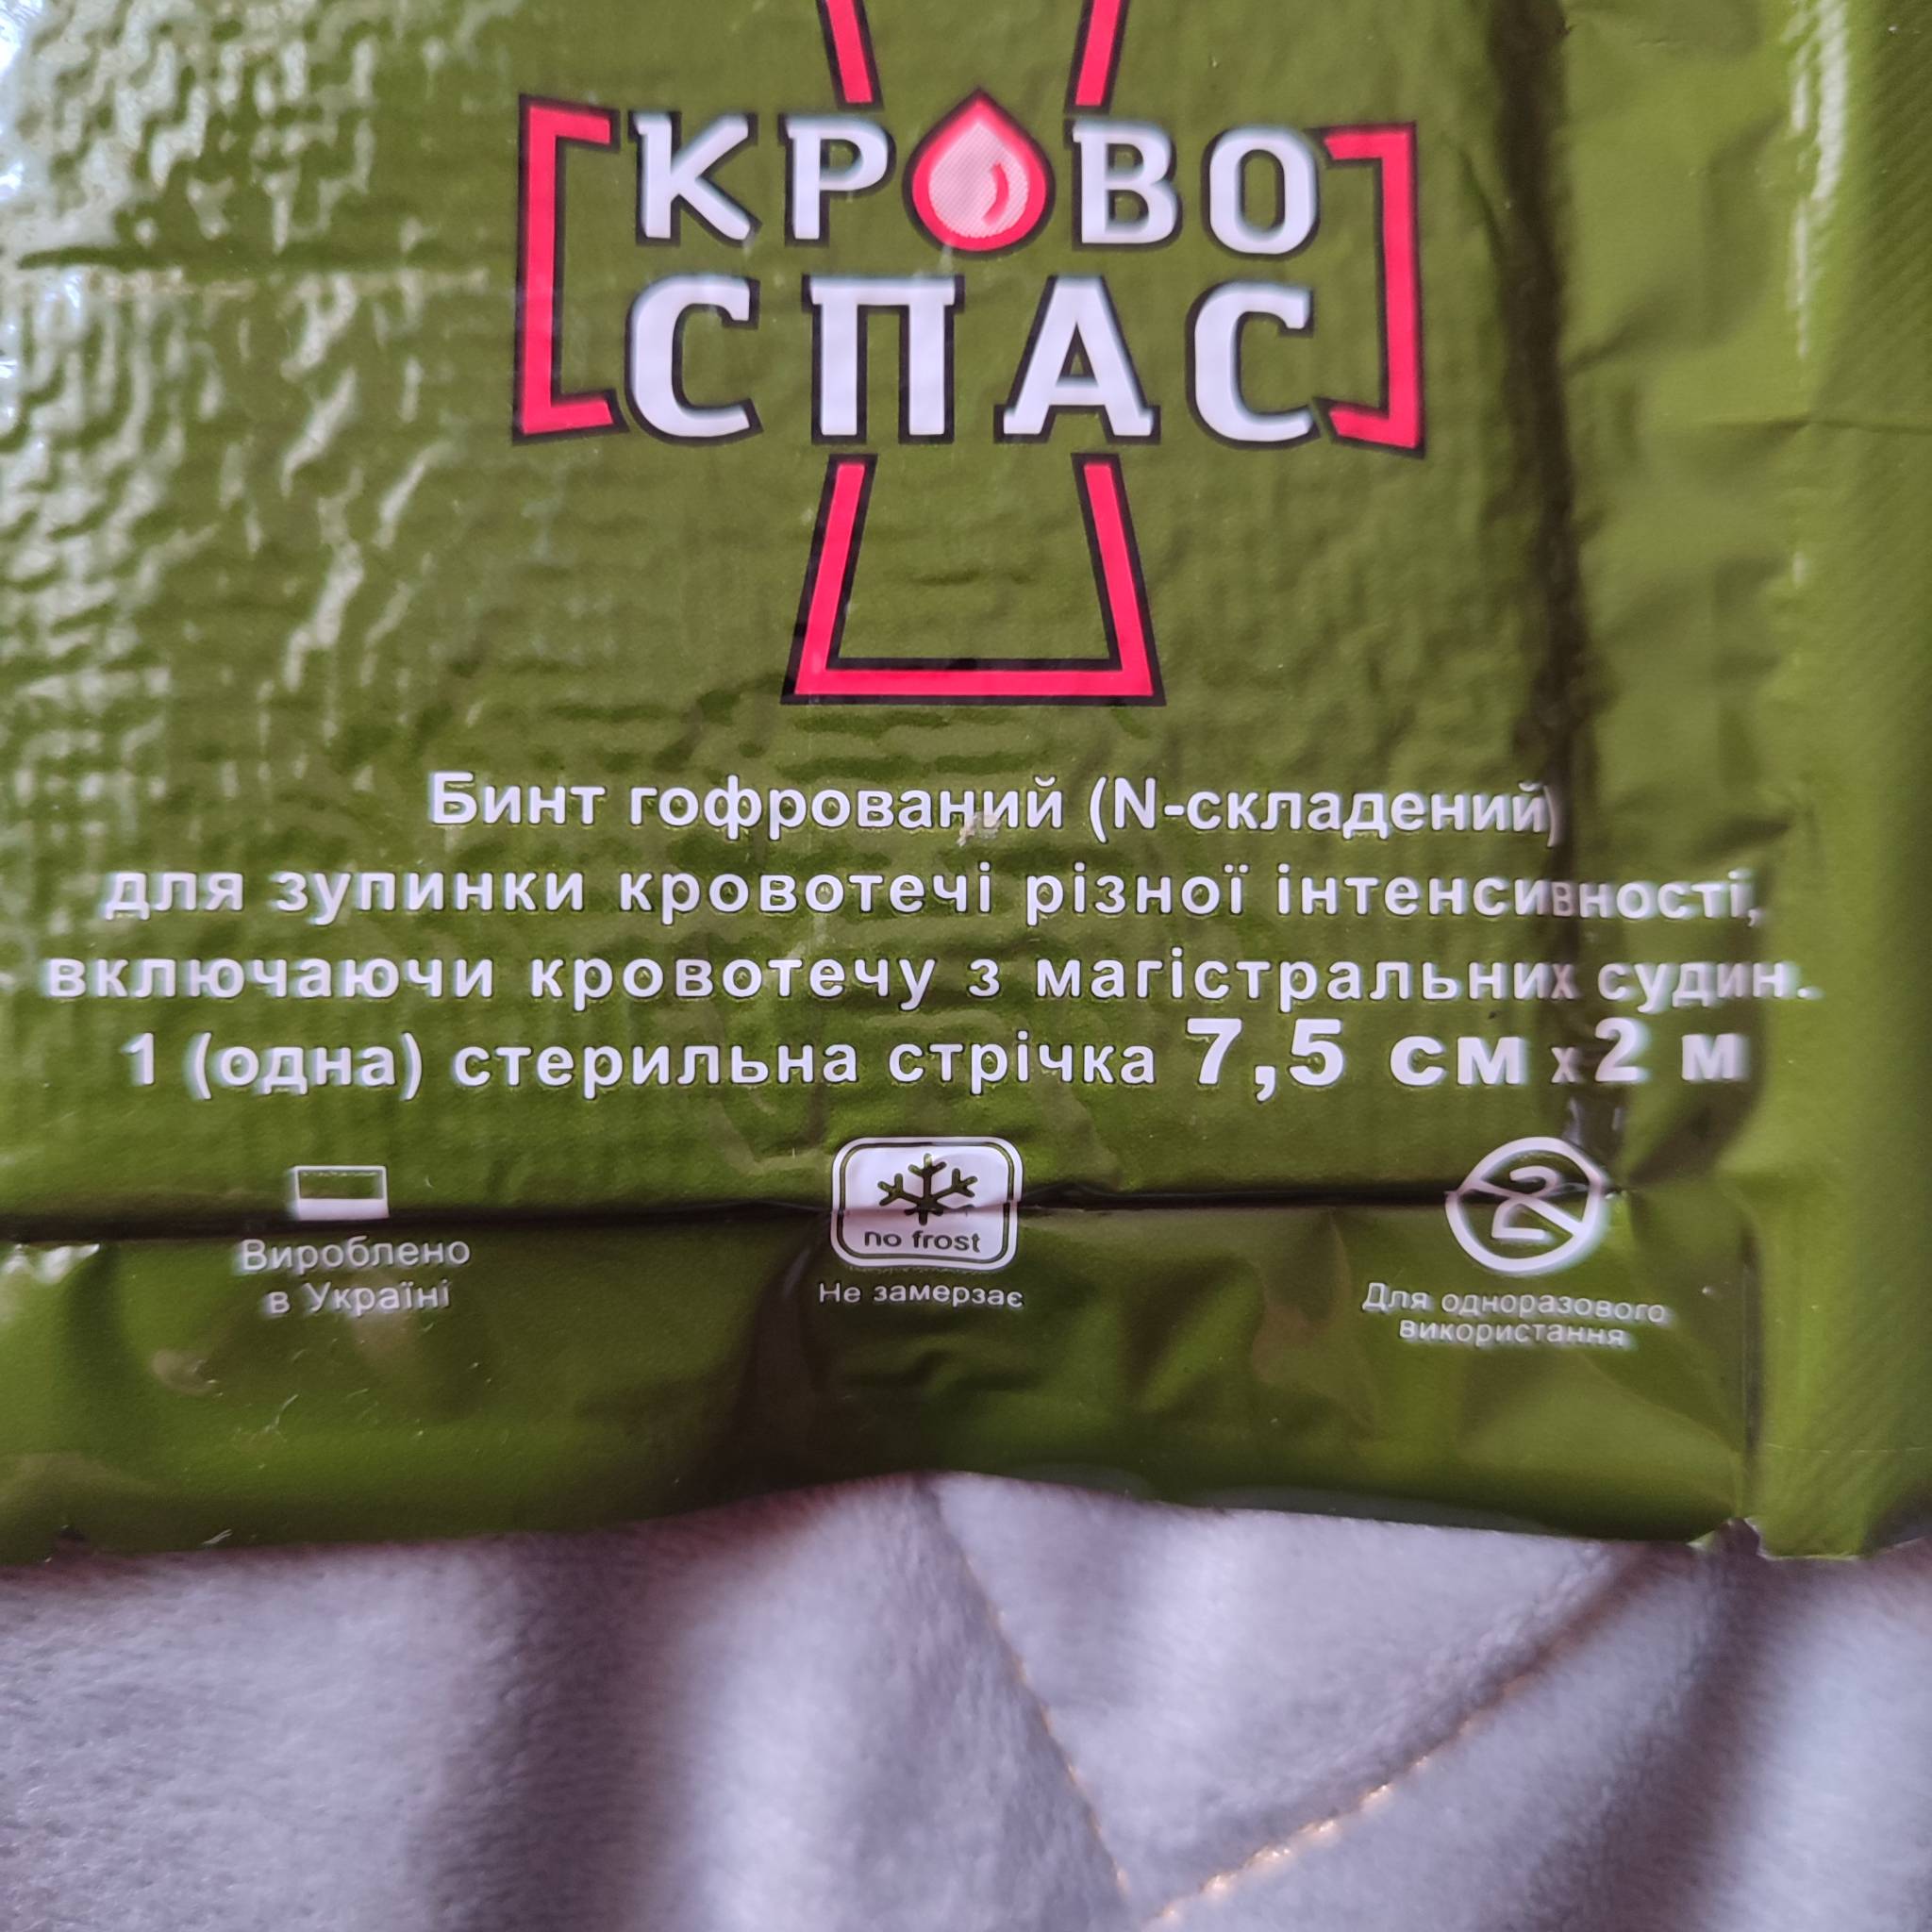 КРОВО
СПАС
Бинт гофрований (N-складений)
для зупинки кровотечі різної інтенсивності,
включаючи кровотечу з магістральних судин.
1 (одна) стерильна стрічка 7,5 см х 2 м
Вироблено
в Україні
no frost
Не замерзає
2
Для одноразового
використання